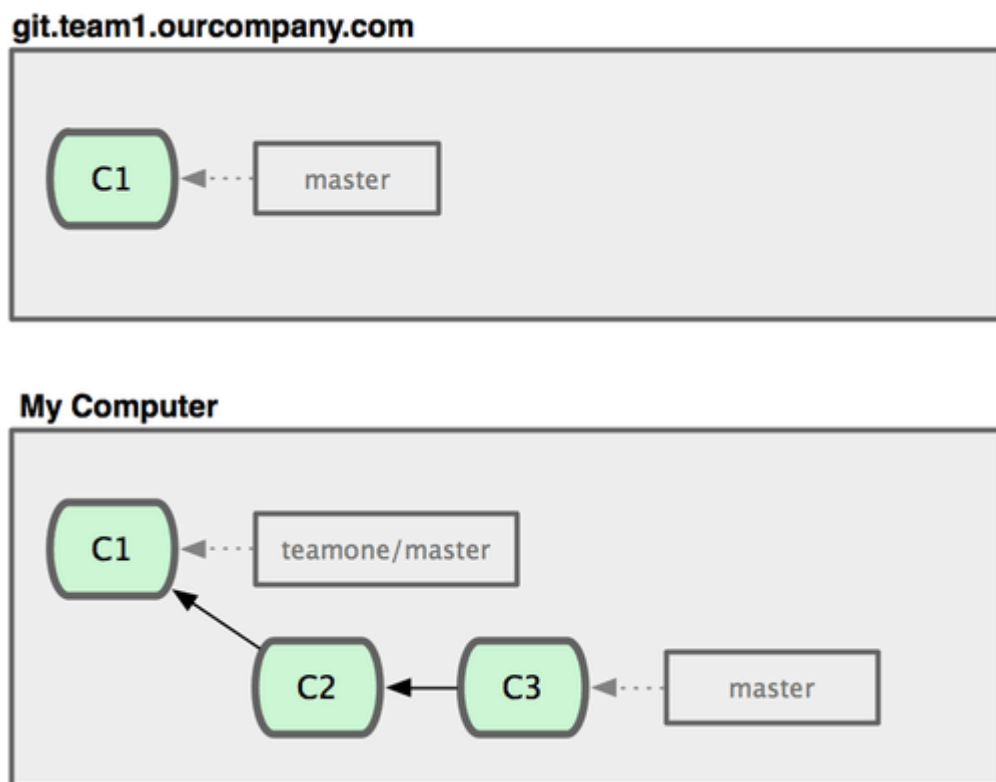 git.team1.ourcompany.com
C1
master
My Computer
C1
teamone/master
C2
C3
master